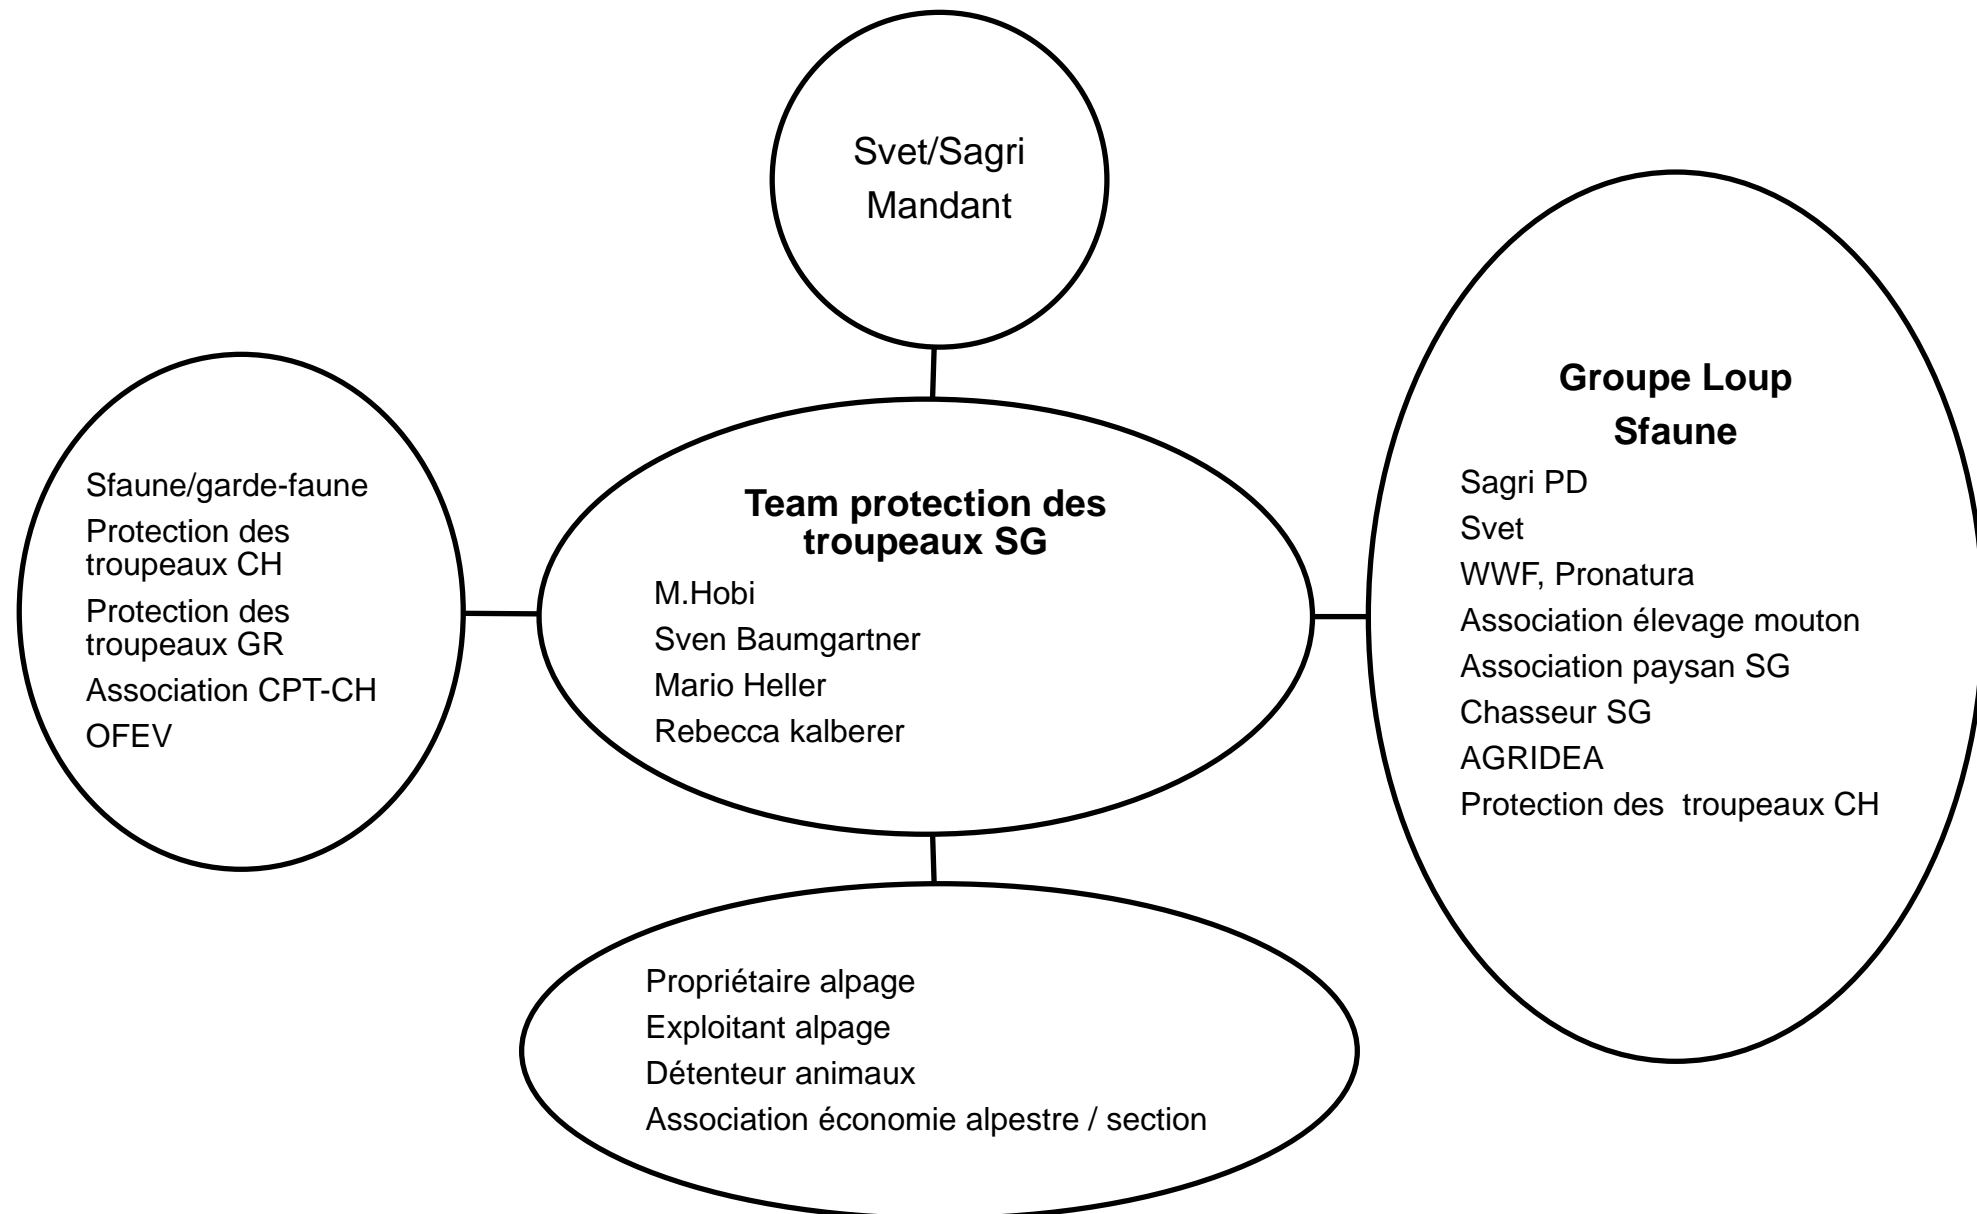 Svet/Sagri
Mandant
Sfaune/garde-faune
Protection des
troupeaux CH
Protection des
troupeaux GR
Association CPT-CH
OFEV
Team protection des
troupeaux SG
M.Hobi
Sven Baumgartner
Mario Heller
Rebecca kalberer
Groupe Loup
Sfaune
Sagri PD
Svet
WWF, Pronatura
Association élevage mouton
Association paysan SG
Chasseur SG
AGRIDEA
Protection des  troupeaux CH
Propriétaire alpage
Exploitant alpage
Détenteur animaux
Association économie alpestre / section